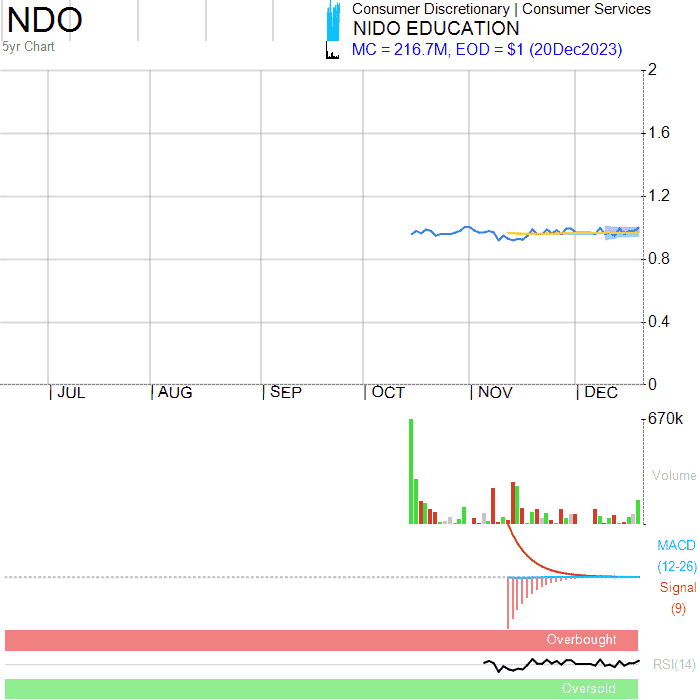 NDO
Consumer Discretionary | Consumer Services
5yr Chart
NIDO EDUCATION
MC = 216.7M, EOD = $1 (20Dec2023)
2
1.6
1.2
0.8
0.4
0
| JUL | AUG | SEP | OCT | NOV | DEC
670k
Volume
MACD
(12-26)
Signal
(9)
Overbought
RSI(14)
Oversold